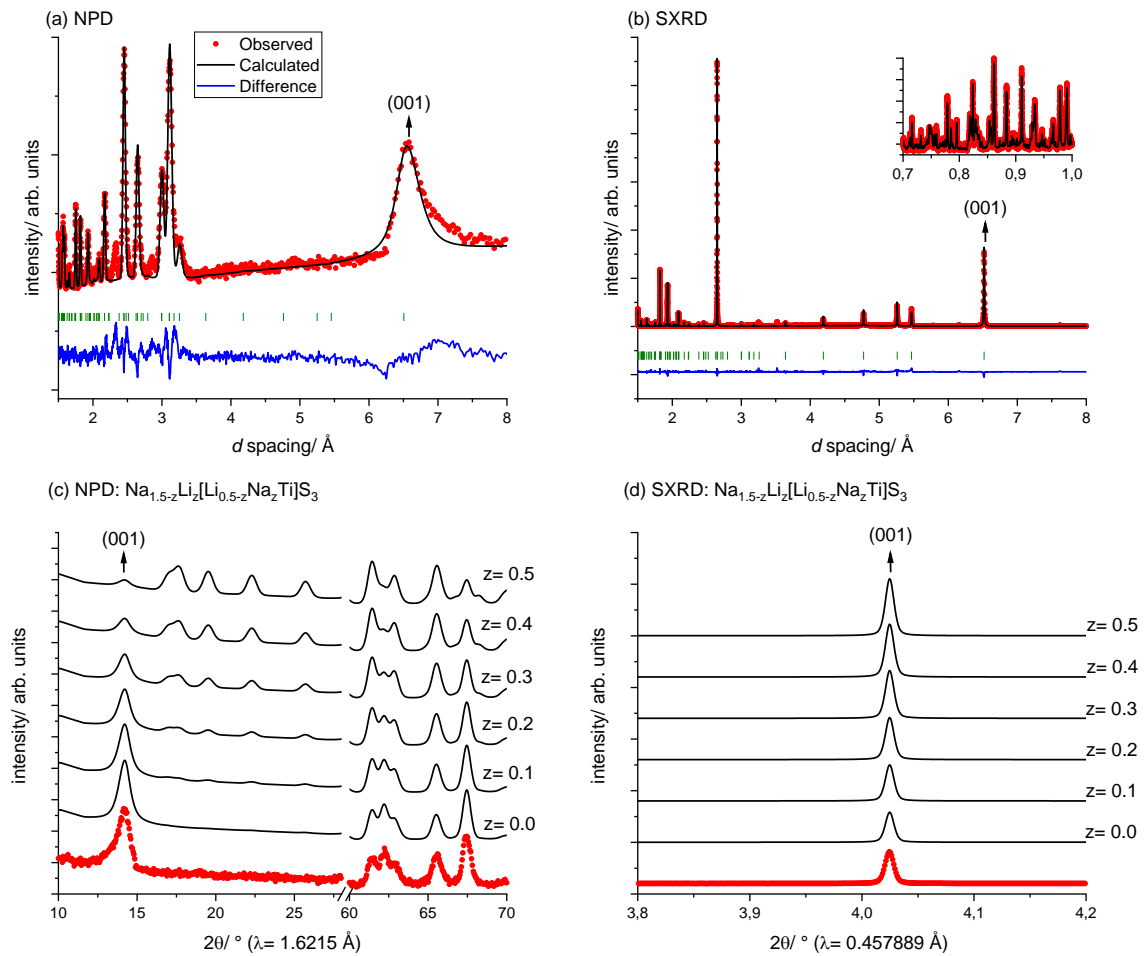 (a) NPD
Observed
Calculated
Difference
(001)
intensity/ arb. units
2 3 4 5 6 7 8
d spacing/ Å
(b) SXRD
0,7 0,8 0,9 1,0
(001)
intensity/ arb. units
2 3 4 5 6 7 8
d spacing/ Å
(c) NPD: Na1.5-zLiz[Li0.5-zNazTi]S3
(001)
z= 0.5
z= 0.4
z= 0.3
z= 0.2
z= 0.1
z= 0.0
intensity/ arb. units
10 15 20 25 60 65 70
2θ/ ° (λ= 1.6215 Å)
(d) SXRD: Na1.5-zLiz[Li0.5-zNazTi]S3
(001)
z= 0.5
z= 0.4
z= 0.3
z= 0.2
z= 0.1
z= 0.0
intensity/ arb. units
3,8 3,9 4,0 4,1 4,2
2θ/ ° (λ= 0.457889 Å)